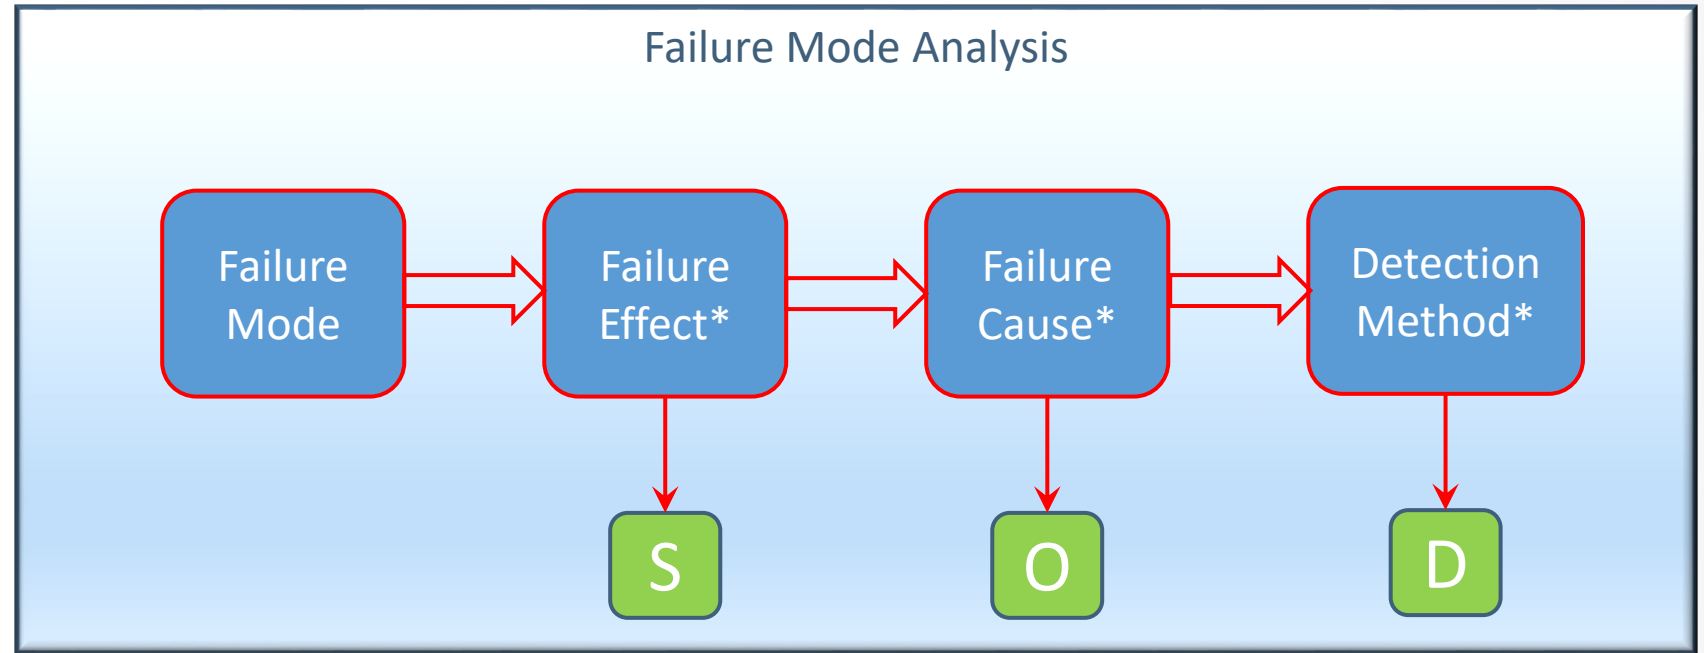 Failure Mode Analysis
Failure
Mode
Failure
Effect*
Failure
Cause*
Detection
Method*
S
O
D